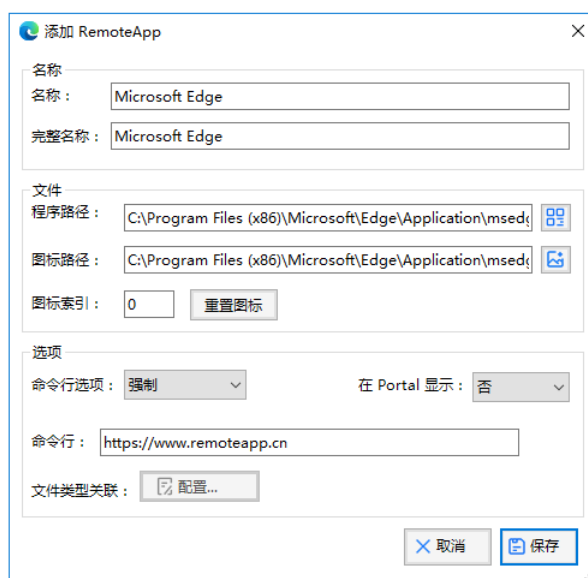 添加 RemoteApp
名称
名称： Microsoft Edge
完整名称： Microsoft Edge
文件
程序路径： C:\Program Files (x86)\Microsoft\Edge\Application\msedg
图标路径： C:\Program Files (x86)\Microsoft\Edge\Application\msedg
图标索引： 0 重置图标
选项
命令行选项： 强制 在 Portal 显示： 否
命令行： https://www.remoteapp.cn
文件类型关联： 配置...
取消 保存